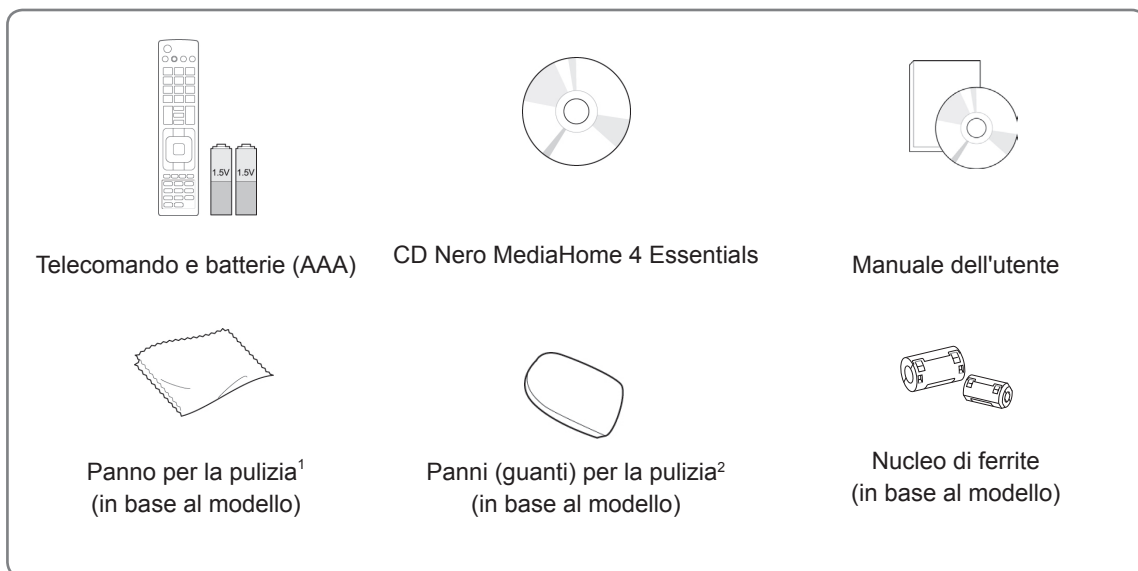 1.5V 1.5V
Telecomando e batterie (AAA)
CD Nero MediaHome 4 Essentials
Manuale dell'utente
Panno per la pulizia¹
(in base al modello)
Panni (guanti) per la pulizia²
(in base al modello)
Nucleo di ferrite
(in base al modello)